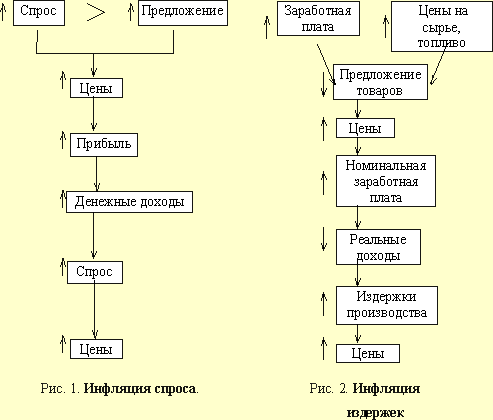 Спрос
>
Предложение
Цены
Прибыль
Денежные доходы
Спрос
Цены
Рис. 1. Инфляция спроса.
Заработная
плата
Цены на
сырье,
топливо
Предложение
товаров
Цены
Номинальная
заработная
плата
Реальные
доходы
Издержки
производства
Цены
Рис. 2. Инфляция
издержек